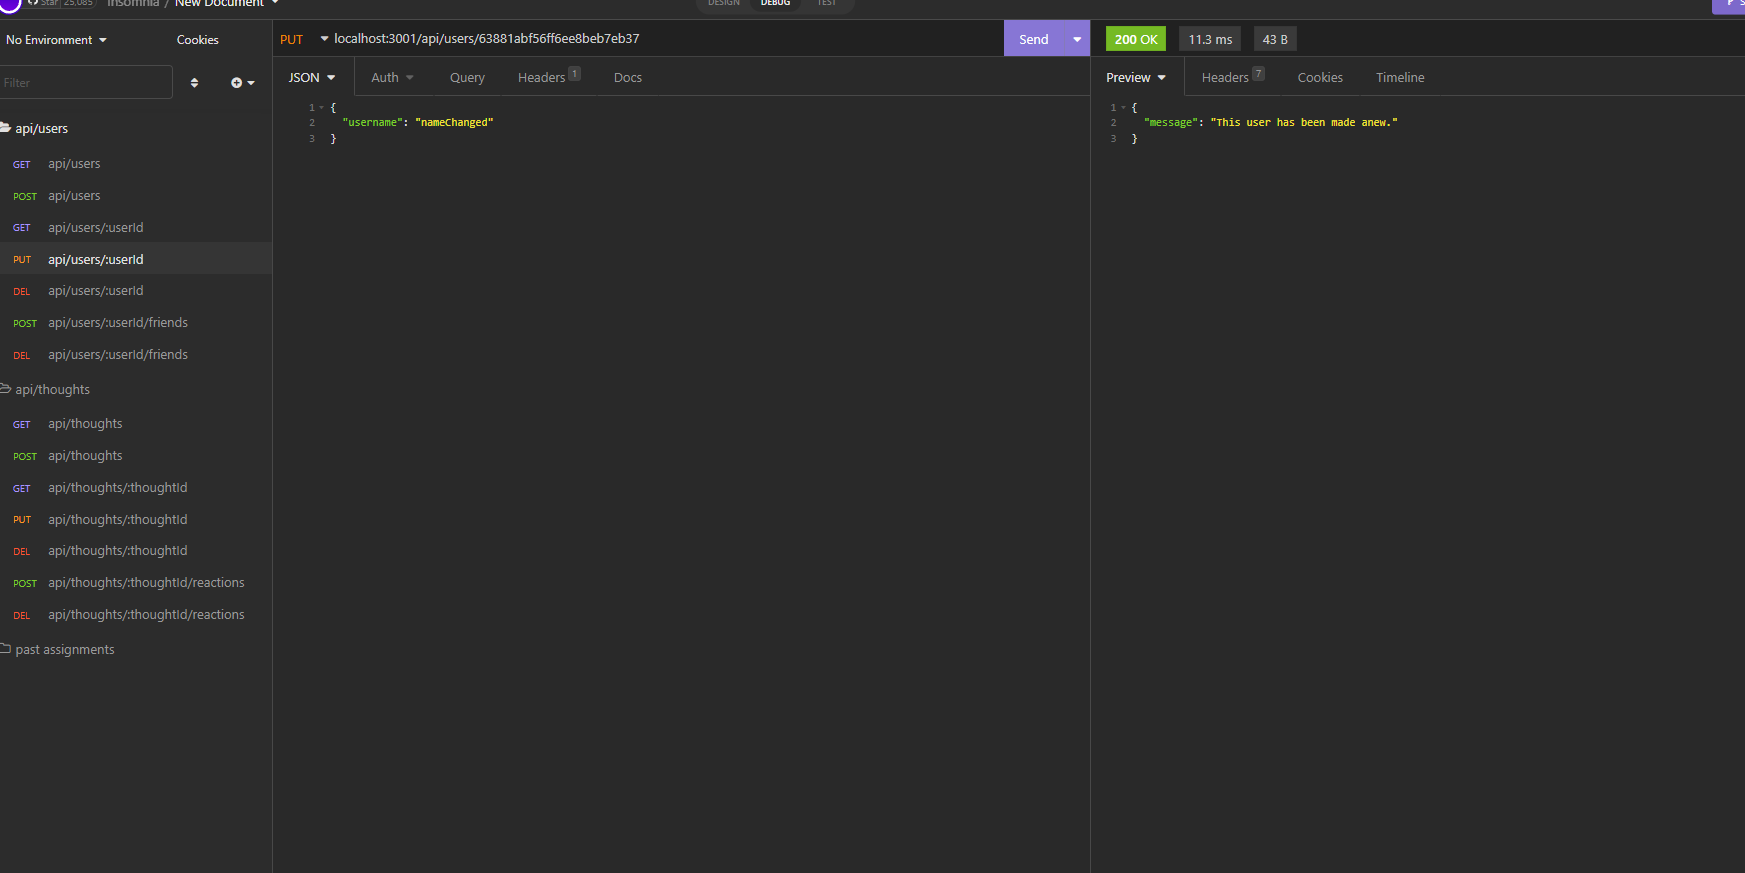 Star 25,085 Insomnia / New Document
DESIGN DEBUG TEST
No Environment Cookies
Filter
api/users
GET api/users
POST api/users
GET api/users/:userId
PUT api/users/:userId
DEL api/users/:userId
POST api/users/:userId/friends
DEL api/users/:userId/friends
api/thoughts
GET api/thoughts
POST api/thoughts
GET api/thoughts/:thoughtId
PUT api/thoughts/:thoughtId
DEL api/thoughts/:thoughtId
POST api/thoughts/:thoughtId/reactions
DEL api/thoughts/:thoughtId/reactions
past assignments
PUT localhost:3001/api/users/63881abf56ff6ee8beb7eb37 Send
JSON Auth Query Headers 1 Docs
1 {
2 "username": "nameChanged"
3 }
200 OK 11.3 ms 43 B
Preview Headers 7 Cookies Timeline
1 {
2 "message": "This user has been made anew."
3 }